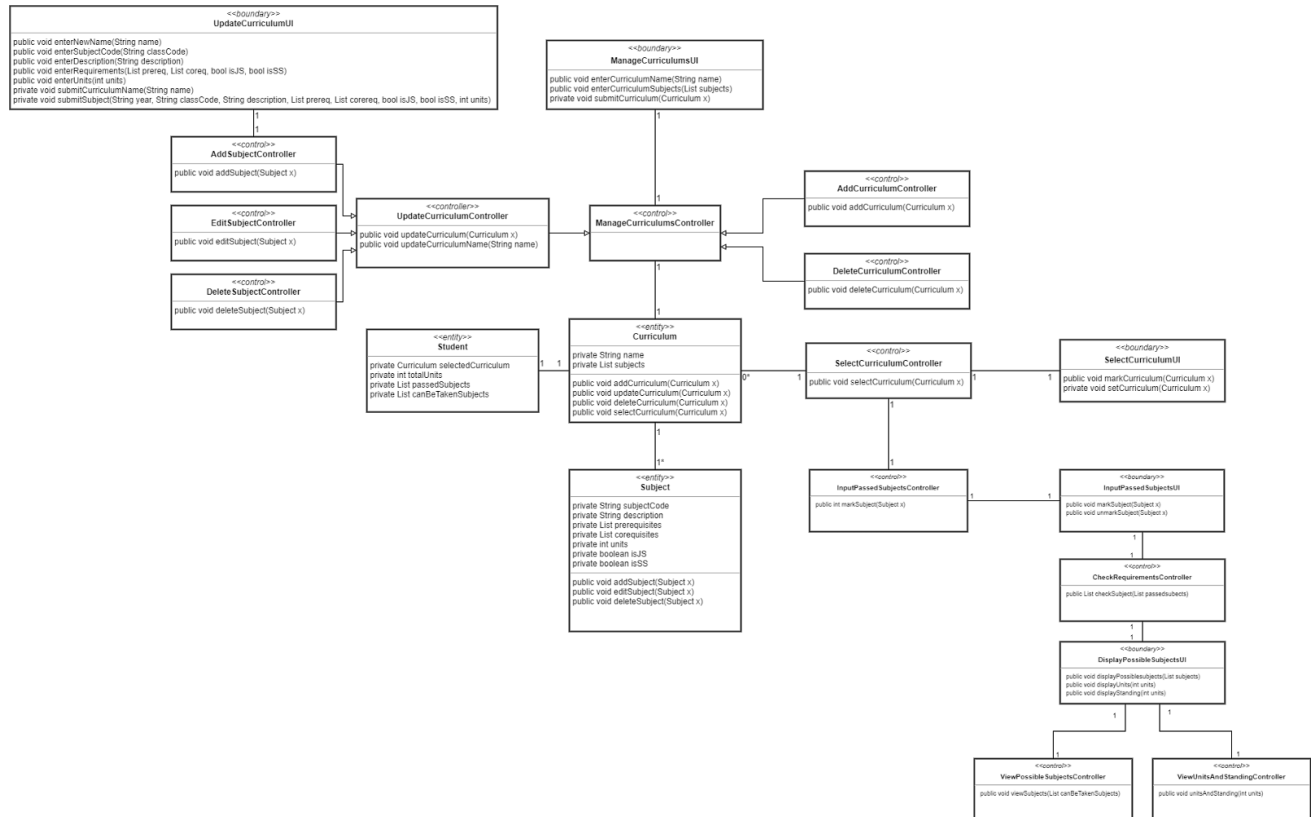 <<boundary>>
UpdateCurriculumUI
public void enterNewName(String name)
public void enterSubjectCode(String classCode)
public void enterDescription(String description)
public void enterRequirements(List prereq, List coreq, bool isJS, bool isSS)
public void enterUnits(int units)
private void submitCurriculumName(String name)
private void submitSubject(String year, String classCode, String description, List prereq, List corereq, bool isJS, bool isSS, int units)
1
1
<<boundary>>
ManageCurriculumsUI
public void enterCurriculumName(String name)
public void enterCurriculumSubjects(List subjects)
private void submitCurriculum(Curriculum x)
1
1
<<control>>
AddSubjectController
public void addSubject(Subject x)
<<control>>
EditSubjectController
public void editSubject(Subject x)
<<control>>
DeleteSubjectController
public void deleteSubject(Subject x)
<<controller>>
UpdateCurriculumController
public void updateCurriculum(Curriculum x)
public void updateCurriculumName(String name)
<<control>>
ManageCurriculumsController
1
1
<<control>>
AddCurriculumController
public void addCurriculum(Curriculum x)
<<control>>
DeleteCurriculumController
public void deleteCurriculum(Curriculum x)
<<entity>>
Student
private Curriculum selectedCurriculum
private int totalUnits
private List passedSubjects
private List canBeTakenSubjects
1 1
<<entity>>
Curriculum
private String name
private List subjects
public void addCurriculum(Curriculum x)
public void updateCurriculum(Curriculum x)
public void deleteCurriculum(Curriculum x)
public void selectCurriculum(Curriculum x)
0* 1
<<control>>
SelectCurriculumController
public void selectCurriculum(Curriculum x)
1 1
<<boundary>>
SelectCurriculumUI
public void markCurriculum(Curriculum x)
private void setCurriculum(Curriculum x)
1
1*
<<entity>>
Subject
private String subjectCode
private String description
private List prerequisites
private List corequisites
private int units
private boolean isJS
private boolean isSS
public void addSubject(Subject x)
public void editSubject(Subject x)
public void deleteSubject(Subject x)
1
1
<<control>>
InputPassedSubjectsController
public int markSubject(Subject x)
1 1
<<boundary>>
InputPassedSubjectsUI
public void markSubject(Subject x)
public void unmarkSubject(Subject x)
1
1
<<control>>
CheckRequirementsController
public List checkSubject(List passedsubects)
1
1
<<boundary>>
DisplayPossibleSubjectsUI
public void displayPossiblesubjects(List subjects)
public void displayUnits(int units)
public void displayStanding(int units)
1 1
1 1
<<control>>
ViewPossibleSubjectsController
public void viewSubjects(List canBeTakenSubjects)
<<control>>
ViewUnitsAndStandingController
public void unitsAndStanding(int units)